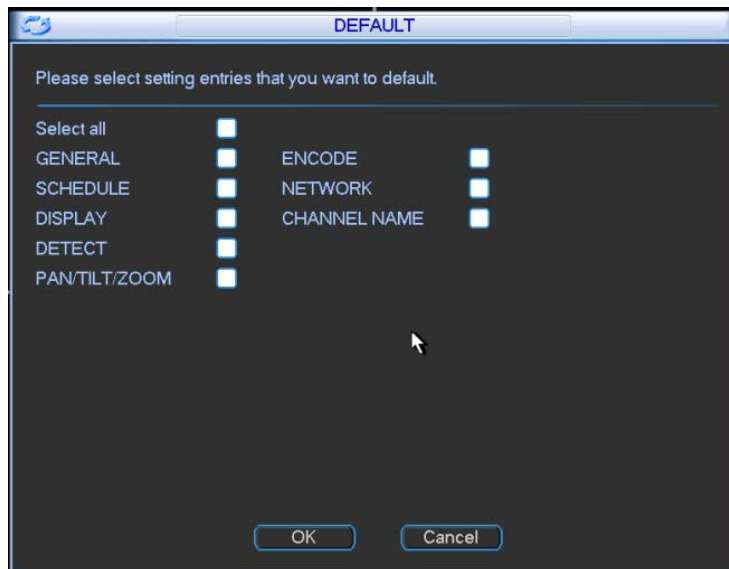 DEFAULT
Please select setting entries that you want to default.
Select all
GENERAL ENCODE
SCHEDULE NETWORK
DISPLAY CHANNEL NAME
DETECT
PAN/TILT/ZOOM
OK Cancel